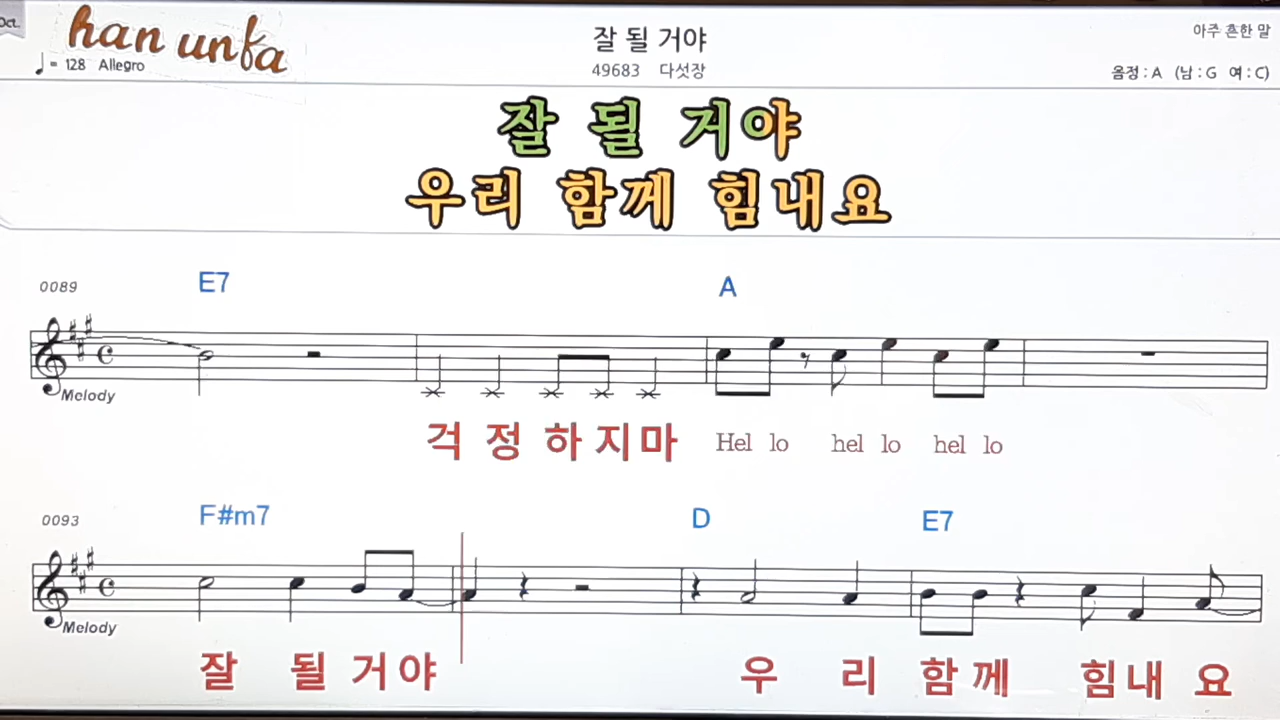 Oct.
han unfa
잘 될 거야
아주 흔한 말
♩ = 128 Allegro
49683 다섯장
음정 : A (남 : G 여 : C)
잘 될 거야
우리 함께 힘내요
0089 E7 A
Melody
걱 정 하 지 마 Hel lo hel lo hel lo
0093 F#m7 D E7
Melody
잘 될 거 야 우 리 함 께 힘 내 요